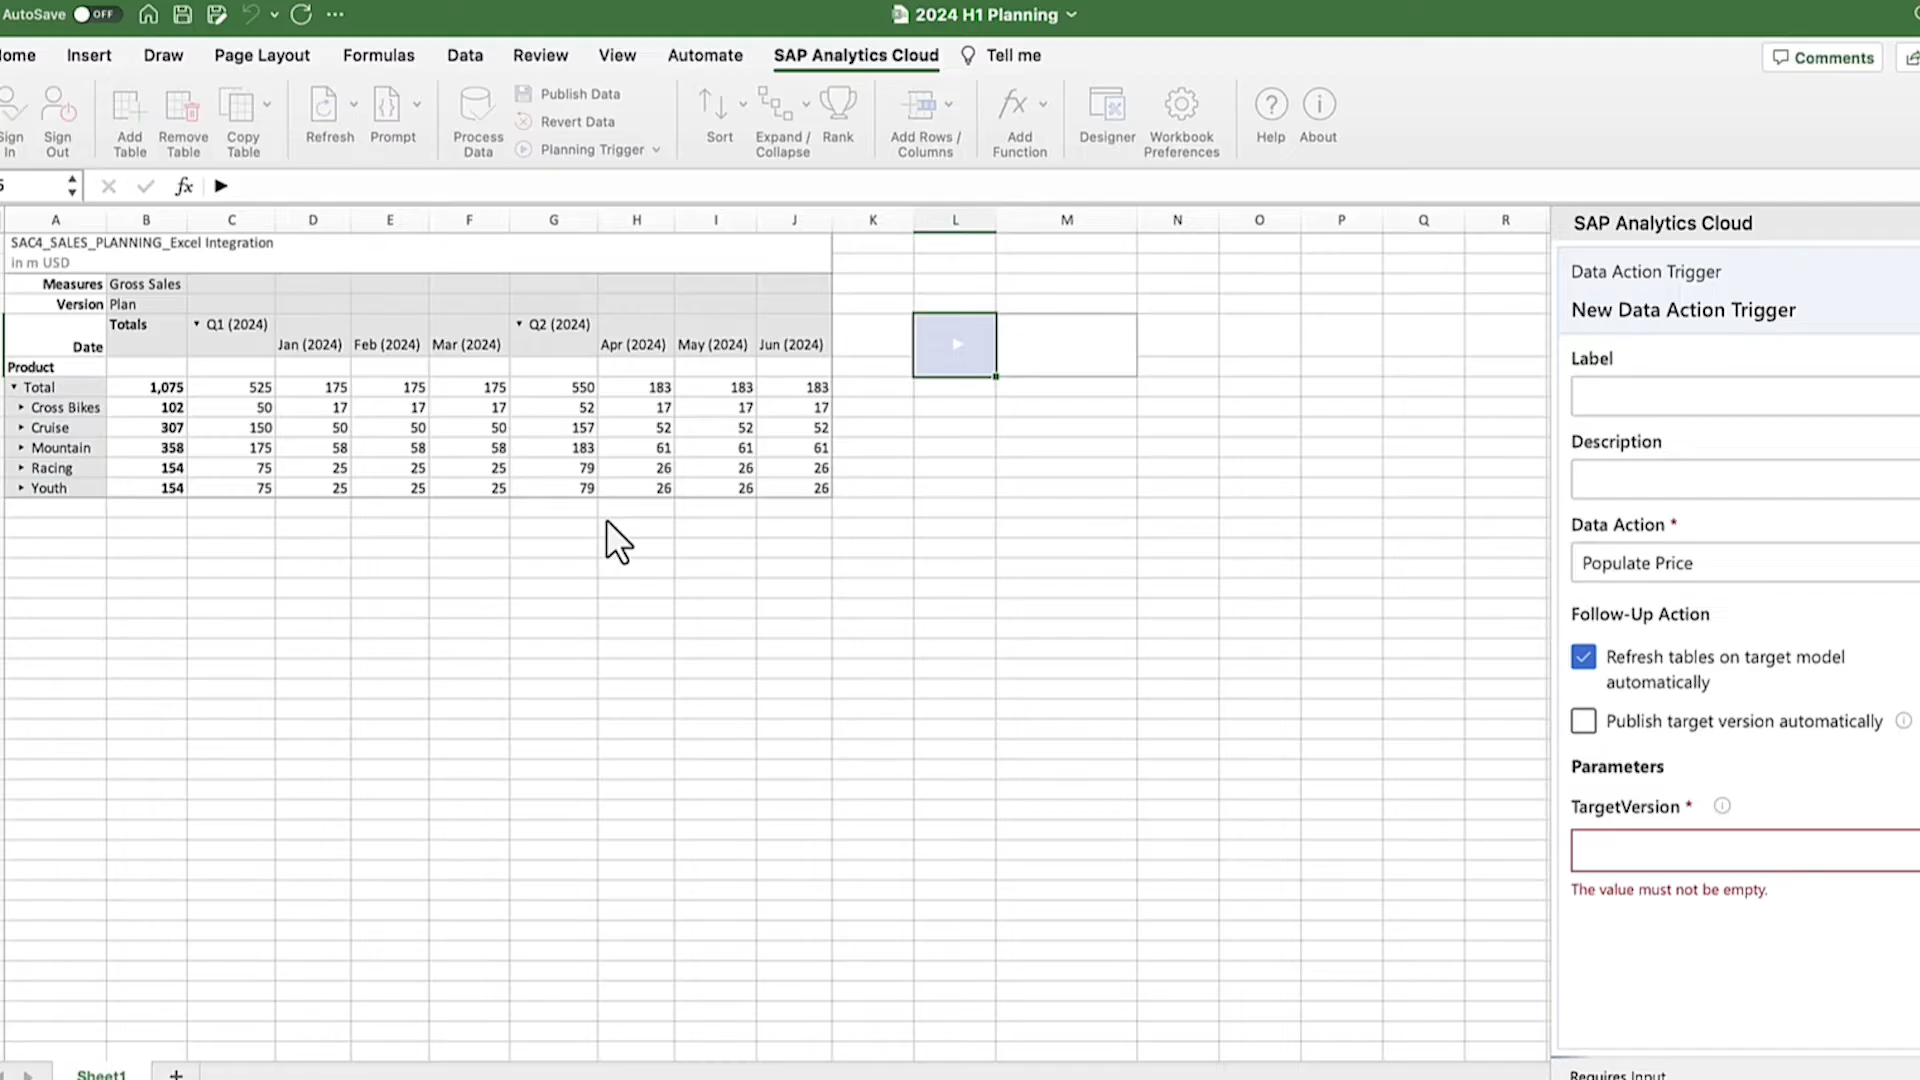 AutoSave OFF 2024 H1 Planning
Insert Draw Page Layout Formulas Data Review View Automate SAP Analytics Cloud Tell me Comments
Sign In
Sign Out
Add Table
Remove Table
Copy Table
Refresh
Prompt
Process Data
Publish Data
Revert Data
Planning Trigger
Sort
Expand / Collapse
Rank
Add Rows / Columns
fx
Add Function
Designer
Workbook Preferences
Help
About
fx ▶
A B C D E F G H I J K L M N O P Q R
SAC4_SALES_PLANNING_Excel Integration
in m USD
Measures Gross Sales
Version Plan
Totals Q1 (2024) Q2 (2024)
Date Jan (2024) Feb (2024) Mar (2024) Apr (2024) May (2024) Jun (2024)
Product
Total 1,075 525 175 175 175 550 183 183 183
Cross Bikes 102 50 17 17 17 52 17 17 17
Cruise 307 150 50 50 50 157 52 52 52
Mountain 358 175 58 58 58 183 61 61 61
Racing 154 75 25 25 25 79 26 26 26
Youth 154 75 25 25 25 79 26 26 26
SAP Analytics Cloud
Data Action Trigger
New Data Action Trigger
Label
Description
Data Action *
Populate Price
Follow-Up Action
Refresh tables on target model
automatically
Publish target version automatically
Parameters
TargetVersion *
The value must not be empty.
Sheet1 +
Requires Input